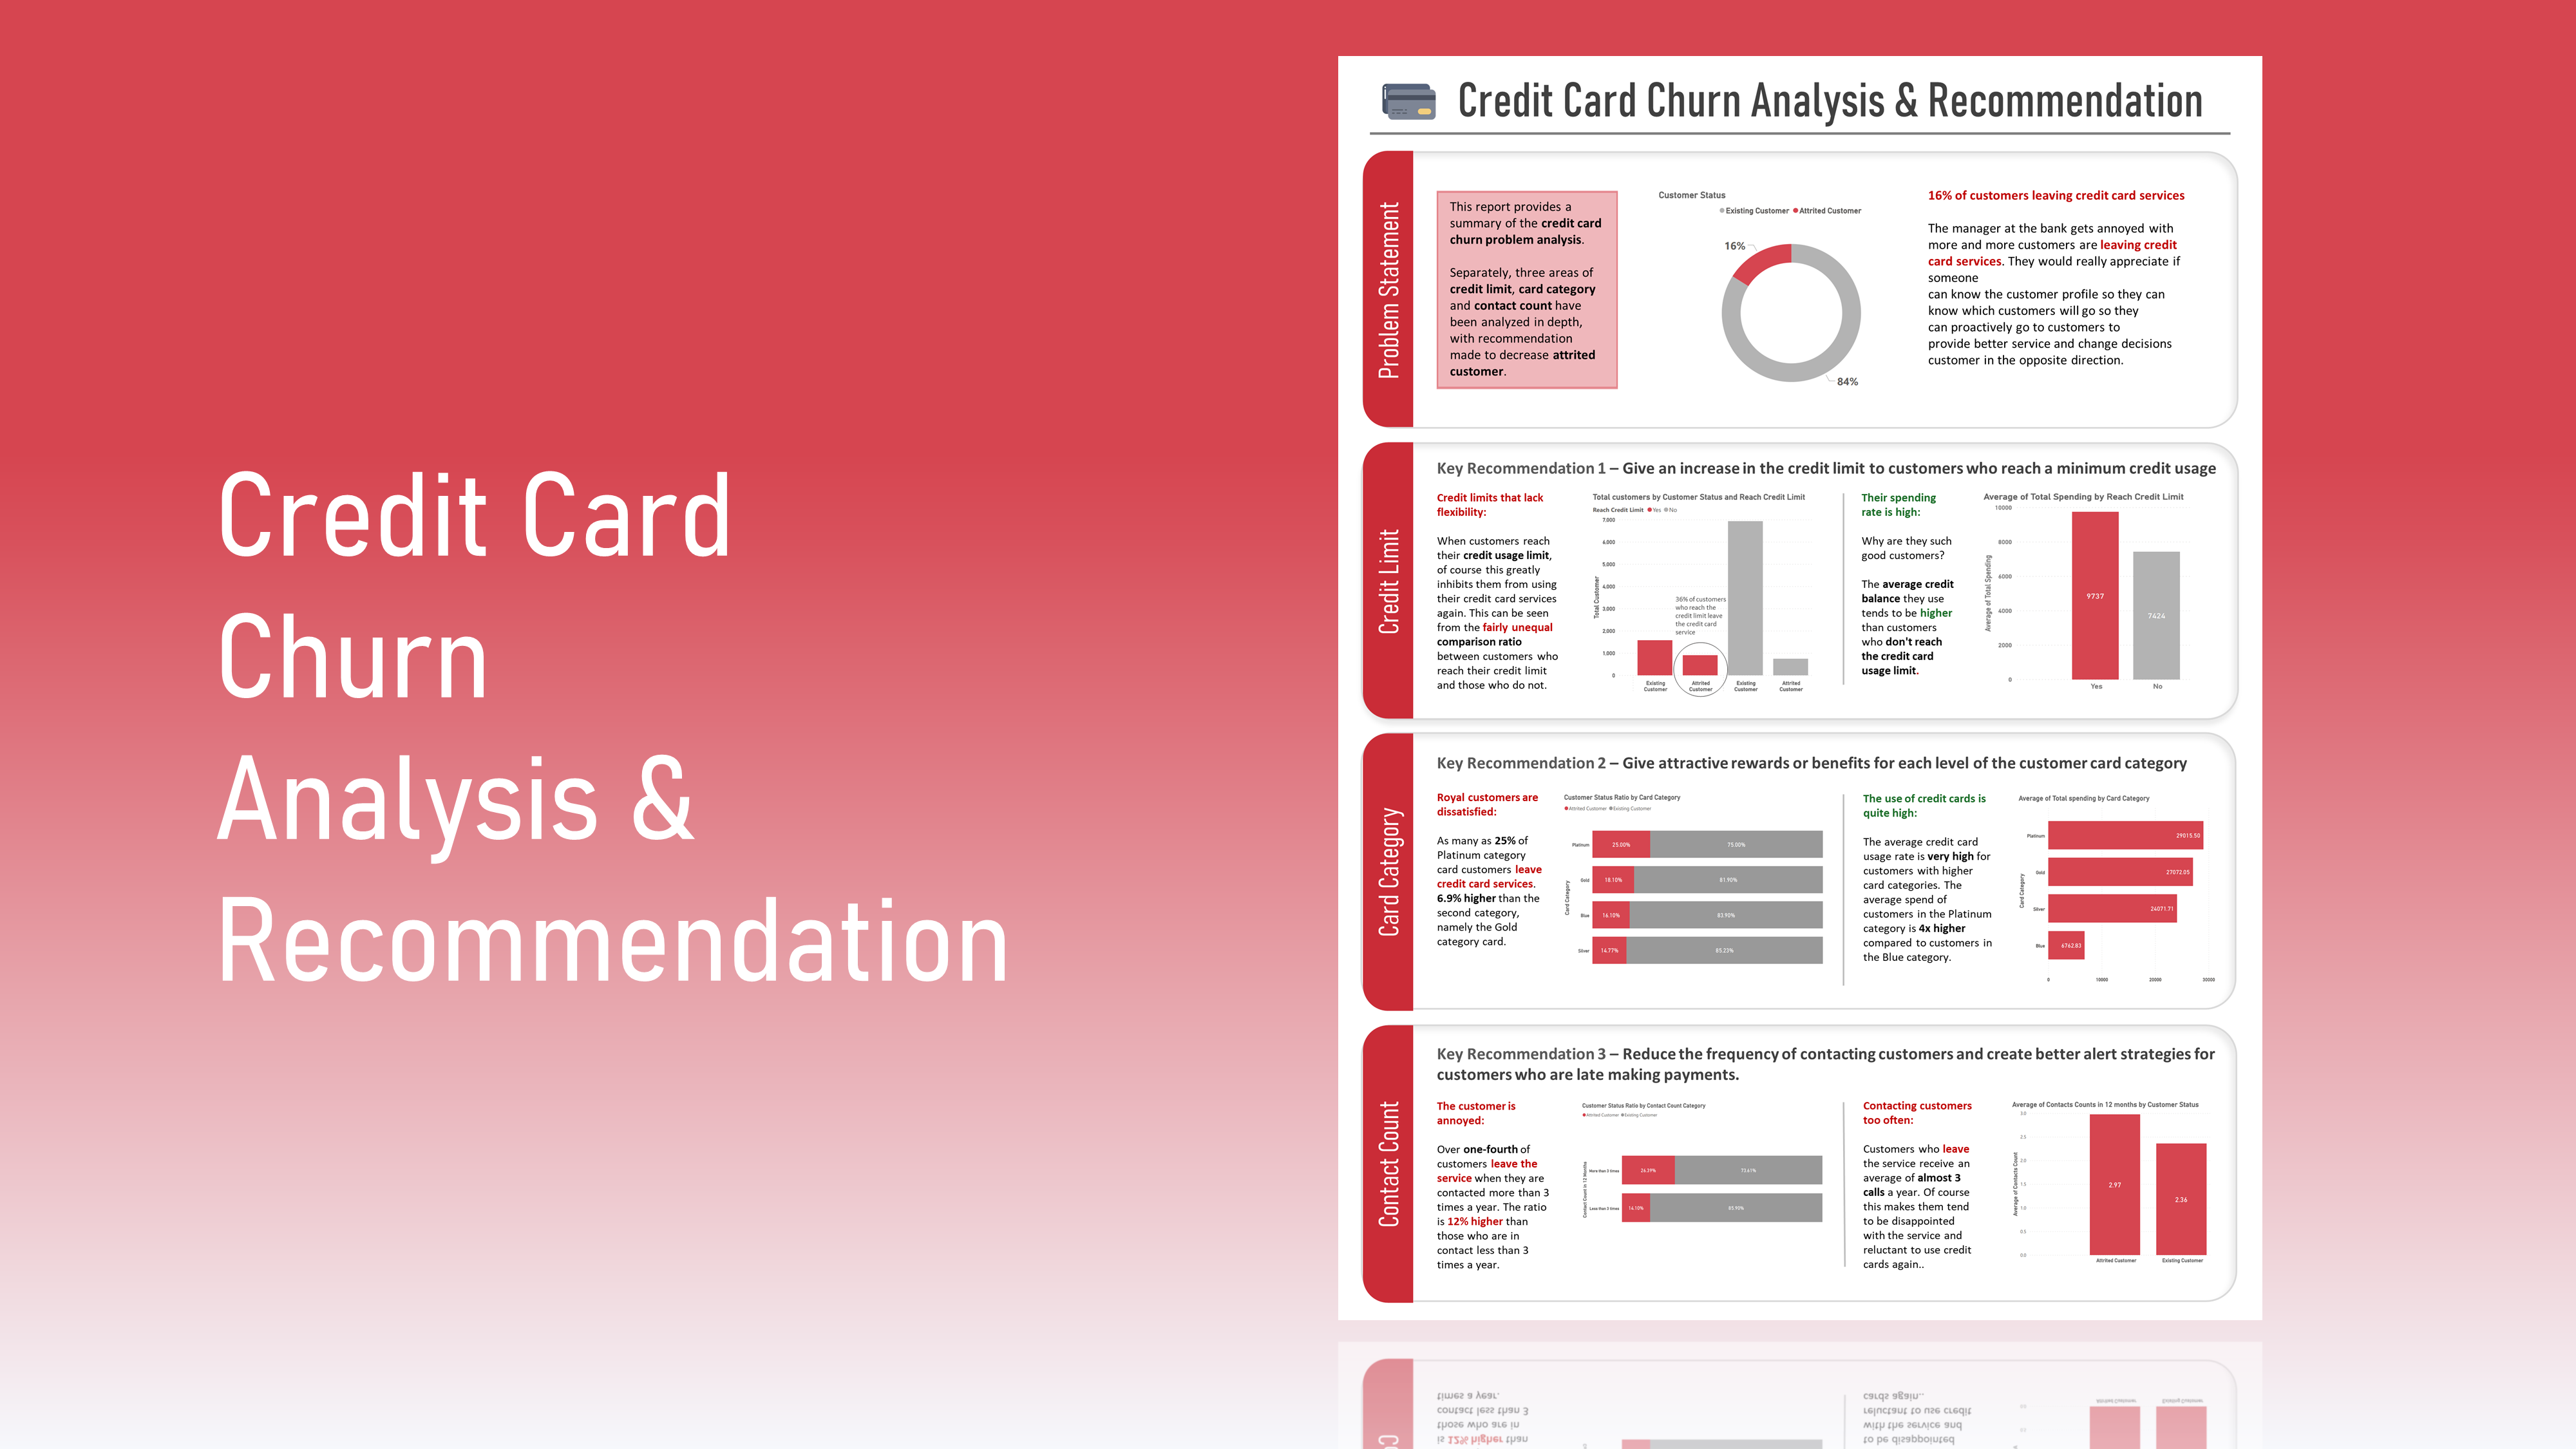 Credit Card
Churn
Analysis &
Recommendation
Credit Card Churn Analysis & Recommendation
Problem Statement
This report provides a
summary of the credit card
churn problem analysis.
Separately, three areas of
credit limit, card category
and contact count have
been analyzed in depth,
with recommendation
made to decrease attrited
customer.
Customer Status
Existing Customer Attrited Customer
16%
84%
16% of customers leaving credit card services
The manager at the bank gets annoyed with
more and more customers are leaving credit
card services. They would really appreciate if
someone
can know the customer profile so they can
know which customers will go so they
can proactively go to customers to
provide better service and change decisions
customer in the opposite direction.
Credit Limit
Key Recommendation 1 – Give an increase in the credit limit to customers who reach a minimum credit usage
Credit limits that lack
flexibility:
When customers reach
their credit usage limit,
of course this greatly
inhibits them from using
their credit card services
again. This can be seen
from the fairly unequal
comparison ratio
between customers who
reach their credit limit
and those who do not.
Total customers by Customer Status and Reach Credit Limit
Reach Credit Limit Yes No
Total Customer
7.000
6.000
5.000
4.000
3.000
2.000
1.000
0
36% of customers
who reach the
credit limit leave
the credit card
service
Existing
Customer
Attrited
Customer
Existing
Customer
Attrited
Customer
Their spending
rate is high:
Why are they such
good customers?
The average credit
balance they use
tends to be higher
than customers
who don't reach
the credit card
usage limit.
Average of Total Spending by Reach Credit Limit
Average of Total Spending
10000
8000
6000
4000
2000
0
9737
7424
Yes
No
Card Category
Key Recommendation 2 – Give attractive rewards or benefits for each level of the customer card category
Royal customers are
dissatisfied:
As many as 25% of
Platinum category
card customers leave
credit card services.
6.9% higher than the
second category,
namely the Gold
category card.
Customer Status Ratio by Card Category
Attrited Customer Existing Customer
Card Category
Platinum 25.00% 75.00%
Gold 18.10% 81.90%
Blue 16.10% 83.90%
Silver 14.77% 85.23%
The use of credit cards is
quite high:
The average credit card
usage rate is very high for
customers with higher
card categories. The
average spend of
customers in the Platinum
category is 4x higher
compared to customers in
the Blue category.
Average of Total spending by Card Category
Card Category
Platinum 29015.50
Gold 27072.05
Silver 24071.71
Blue 6762.83
0 10000 20000 30000
Contact Count
Key Recommendation 3 – Reduce the frequency of contacting customers and create better alert strategies for
customers who are late making payments.
The customer is
annoyed:
Over one-fourth of
customers leave the
service when they are
contacted more than 3
times a year. The ratio
is 12% higher than
those who are in
contact less than 3
times a year.
Customer Status Ratio by Contact Count Category
Attrited Customer Existing Customer
Contact Count in 12 Months
More than 3 times 26.39% 73.61%
Less than 3 times 14.10% 85.90%
Contacting customers
too often:
Customers who leave
the service receive an
average of almost 3
calls a year. Of course
this makes them tend
to be disappointed
with the service and
reluctant to use credit
cards again..
Average of Contacts Counts in 12 months by Customer Status
Average of Contacts Count
3.0
2.5
2.0
1.5
1.0
0.5
0.0
2.97
2.36
Attrited Customer
Existing Customer